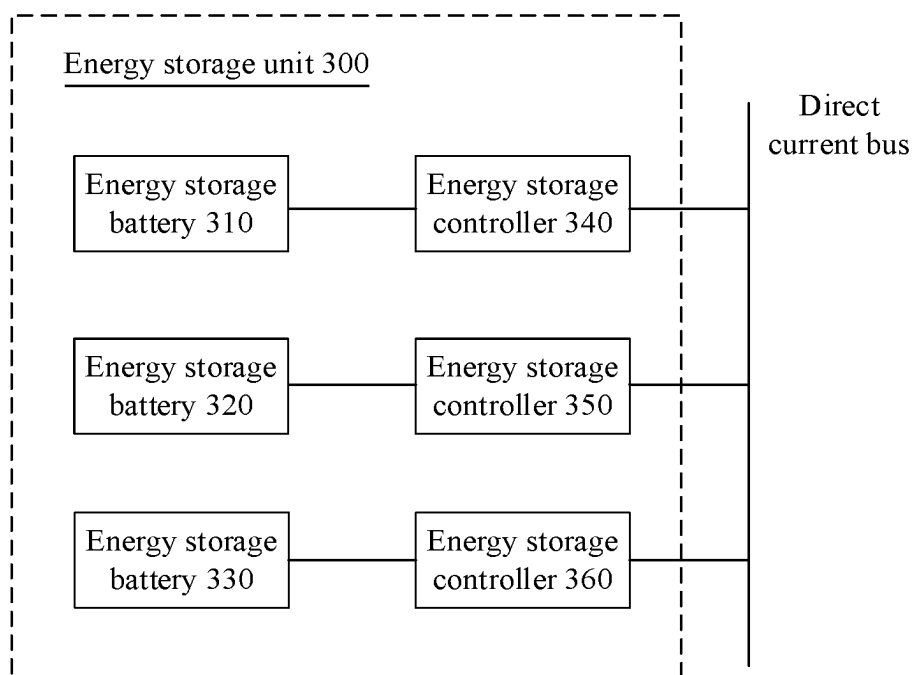 Energy storage unit 300
Direct
current bus
Energy storage
battery 310
Energy storage
controller 340
Energy storage
battery 320
Energy storage
controller 350
Energy storage
battery 330
Energy storage
controller 360